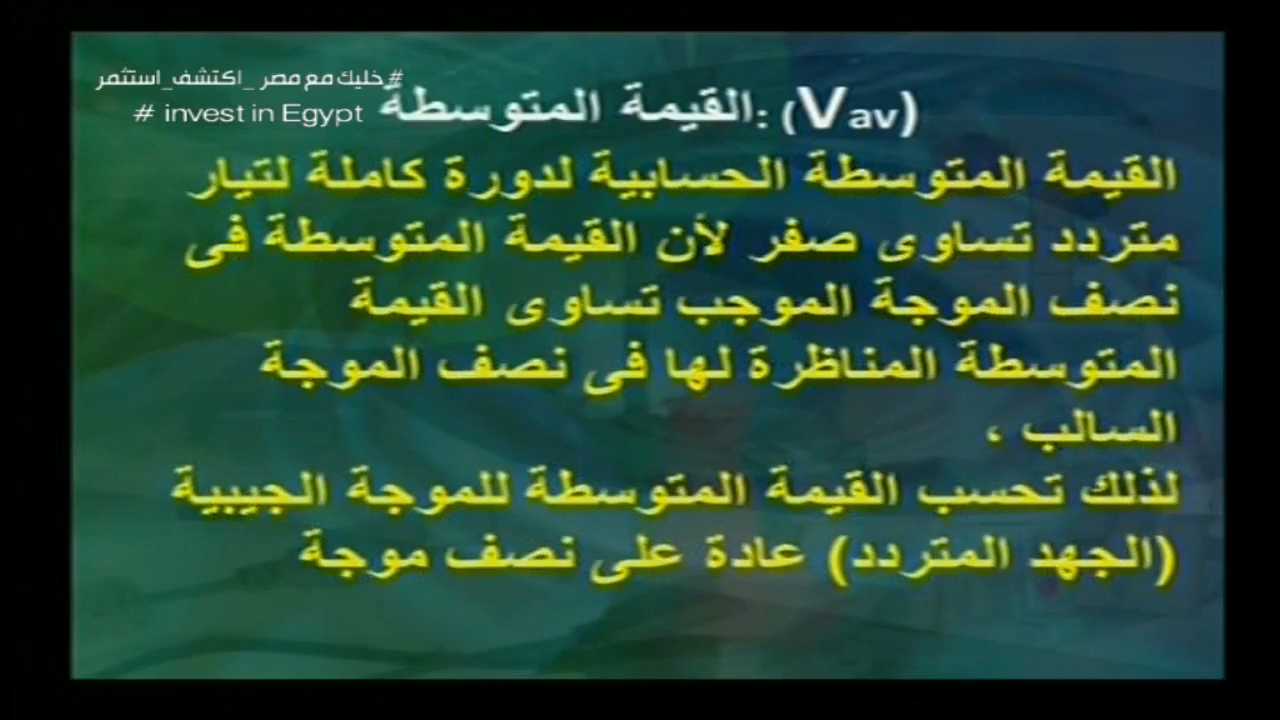 #خليك مع مصر _اكتشف_استثمر
# invest in Egypt
القيمة المتوسطة: (Vav)
القيمة المتوسطة الحسابية لدورة كاملة لتيار
متردد تساوى صفر لأن القيمة المتوسطة فى
نصف الموجة الموجب تساوى القيمة
المتوسطة المناظرة لها فى نصف الموجة
السالب ،
لذلك تحسب القيمة المتوسطة للموجة الجيبية
(الجهد المتردد) عادة على نصف موجة